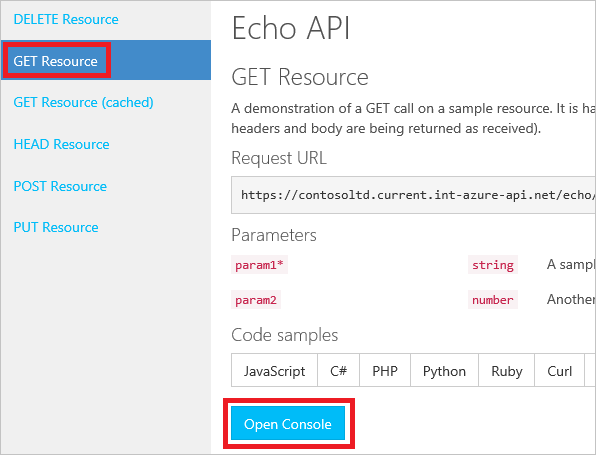 DELETE Resource
GET Resource
GET Resource (cached)
HEAD Resource
POST Resource
PUT Resource
Echo API
GET Resource
A demonstration of a GET call on a sample resource. It is ha
headers and body are being returned as received).
Request URL
https://contosoltd.current.int-azure-api.net/echo/
Parameters
param1* string A sampl
param2 number Another
Code samples
JavaScript C# PHP Python Ruby Curl
Open Console